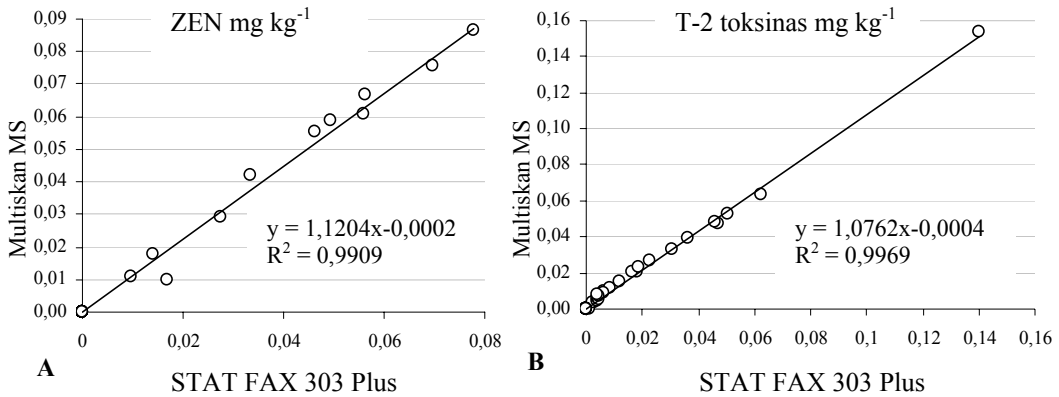 ZEN mg kg⁻¹
0,09
0,08
0,07
0,06
0,05
0,04
0,03
0,02
0,01
0,00
Multiskan MS
y = 1,1204x-0,0002
R² = 0,9909
0 0,02 0,04 0,06 0,08
A
STAT FAX 303 Plus
T-2 toksinas mg kg⁻¹
0,16
0,14
0,12
0,10
0,08
0,06
0,04
0,02
0,00
Multiskan MS
y = 1,0762x-0,0004
R² = 0,9969
0 0,02 0,04 0,06 0,08 0,1 0,12 0,14 0,16
B
STAT FAX 303 Plus